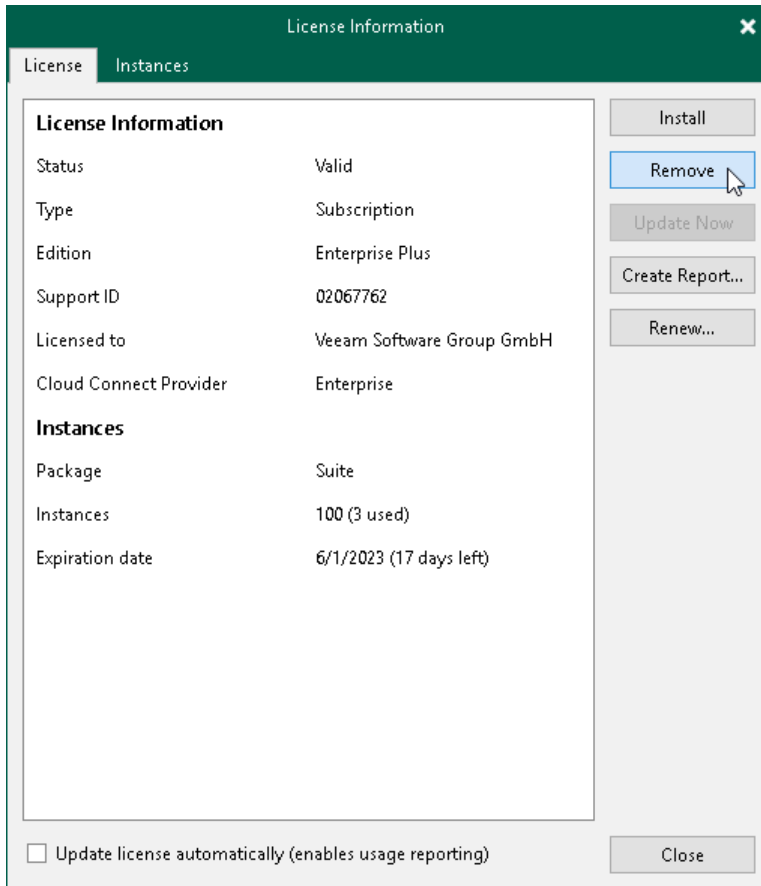 License Information
License Instances
License Information
Status Valid
Type Subscription
Edition Enterprise Plus
Support ID 02067762
Licensed to Veeam Software Group GmbH
Cloud Connect Provider Enterprise
Instances
Package Suite
Instances 100 (3 used)
Expiration date 6/1/2023 (17 days left)
Install
Remove
Update Now
Create Report...
Renew...
Update license automatically (enables usage reporting)
Close